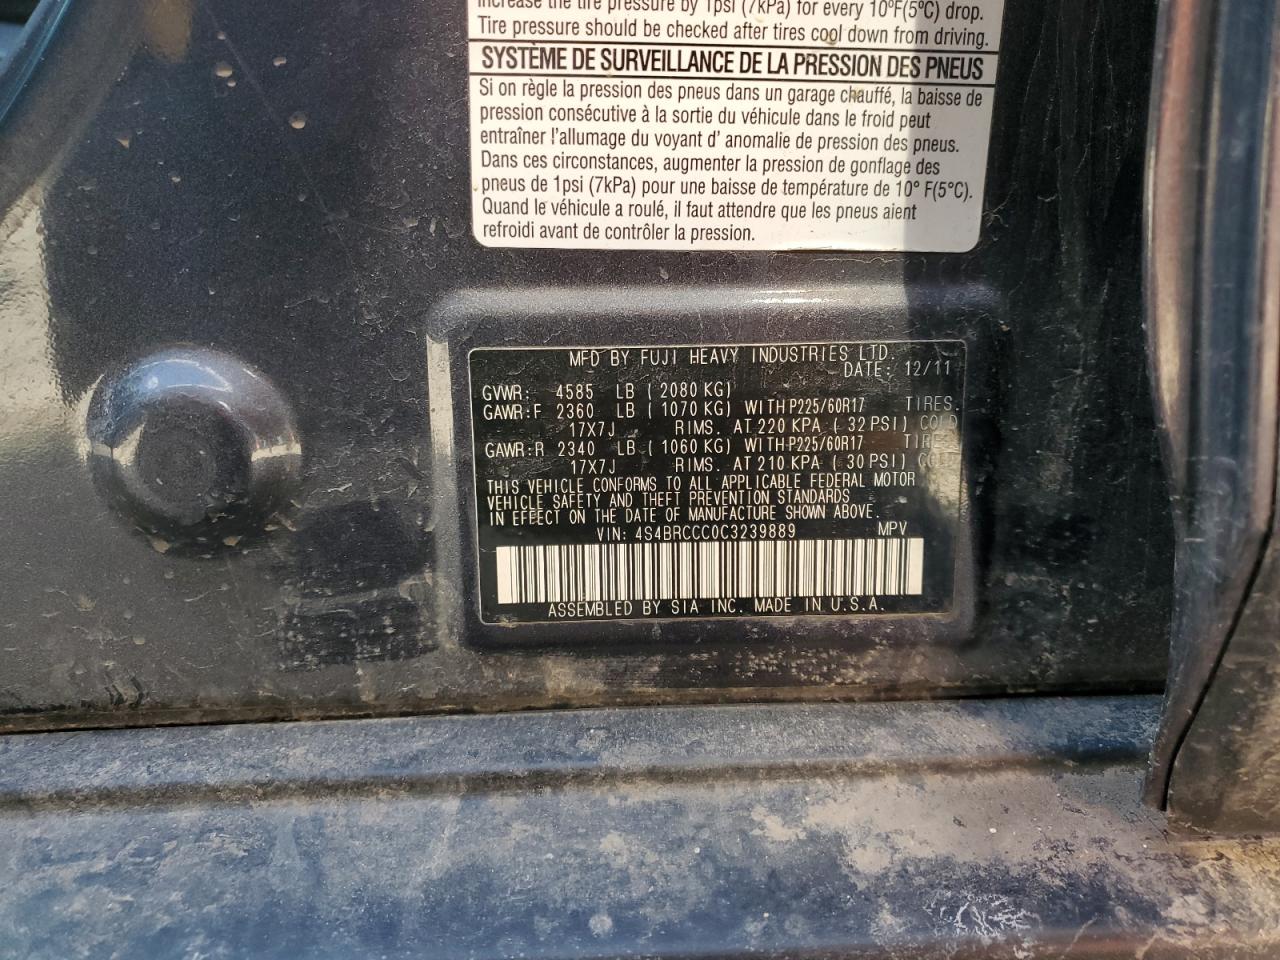 increase the tire pressure by 1psi (7kPa) for every 10°F(5°C) drop.
Tire pressure should be checked after tires cool down from driving.
SYSTÈME DE SURVEILLANCE DE LA PRESSION DES PNEUS
Si on règle la pression des pneus dans un garage chauffé, la baisse de
pression consécutive à la sortie du véhicule dans le froid peut
entraîner l'allumage du voyant d' anomalie de pression des pneus.
Dans ces circonstances, augmenter la pression de gonflage des
pneus de 1psi (7kPa) pour une baisse de température de 10° F(5°C).
Quand le véhicule a roulé, il faut attendre que les pneus aient
refroidi avant de contrôler la pression.
MFD BY FUJI HEAVY INDUSTRIES LTD.
DATE: 12/11
GVWR: 4585 LB (2080 KG)
GAWR:F 2360 LB (1070 KG) WITH P225/60R17 TIRES.
17X7J RIMS. AT 220 KPA ( 32 PSI) COLD
GAWR:R 2340 LB (1060 KG) WITH P225/60R17 TIRES.
17X7J RIMS. AT 210 KPA ( 30 PSI) COLD
THIS VEHICLE CONFORMS TO ALL APPLICABLE FEDERAL MOTOR
VEHICLE SAFETY AND THEFT PREVENTION STANDARDS
IN EFFECT ON THE DATE OF MANUFACTURE SHOWN ABOVE.
VIN: 4S4BRCCC0C3239889 MPV
ASSEMBLED BY SIA INC. MADE IN U.S.A.